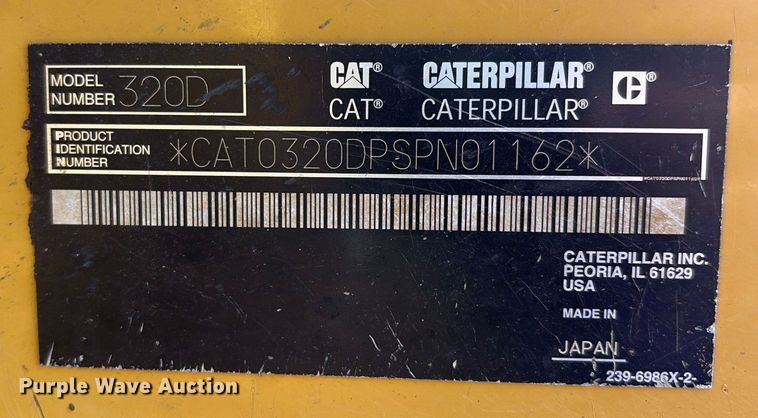 MODEL NUMBER 320D
CAT® CATERPILLAR® C®
CAT® CATERPILLAR®
PRODUCT IDENTIFICATION NUMBER *CAT0320DPSPN01162*
*CAT0320DPSPN01162*
CATERPILLAR INC.
PEORIA, IL 61629
USA
MADE IN
JAPAN
239-6986X-2
Purple Wave Auction